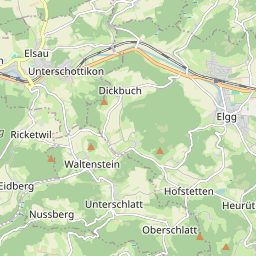 Elsau
Unterschottikon
Dickbuch
Elgg
Ricketwil
Waltenstein
Eidberg
Hofstetten
Nussberg
Unterschlatt
Heurüt
Oberschlatt